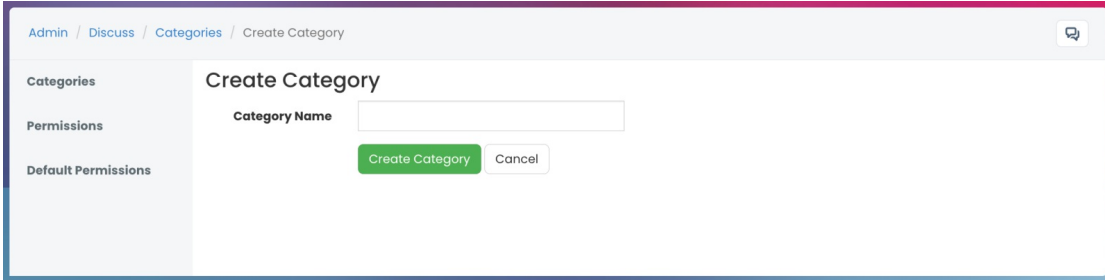 Admin / Discuss / Categories / Create Category
Categories
Permissions
Default Permissions
Create Category
Category Name
Create Category Cancel